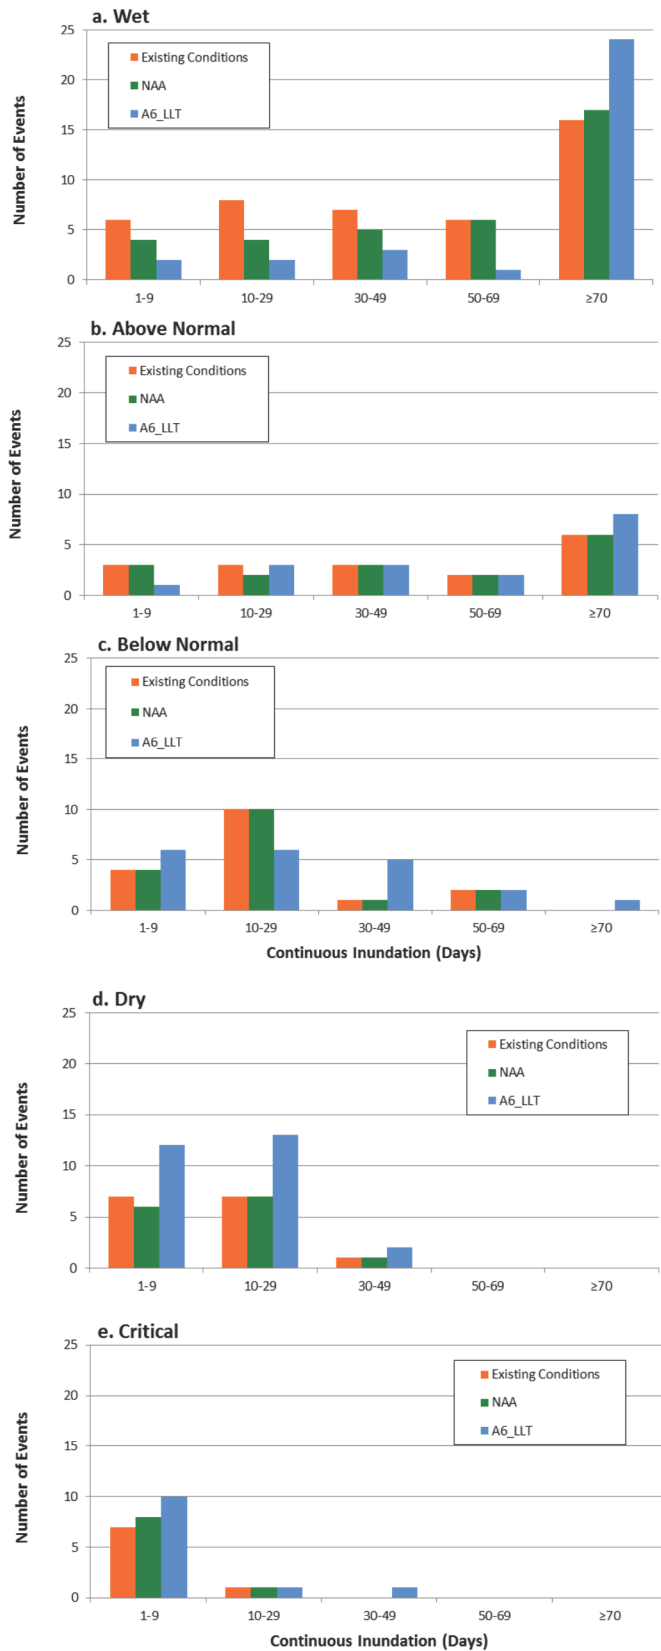 a. Wet
25
20
15
10
5
0
Number of Events
Existing Conditions
NAA
A6_LLT
1-9 10-29 30-49 50-69 ≥70
b. Above Normal
25
20
15
10
5
0
Number of Events
Existing Conditions
NAA
A6_LLT
1-9 10-29 30-49 50-69 ≥70
c. Below Normal
25
20
15
10
5
0
Number of Events
Existing Conditions
NAA
A6_LLT
1-9 10-29 30-49 50-69 ≥70
Continuous Inundation (Days)
d. Dry
25
20
15
10
5
0
Number of Events
Existing Conditions
NAA
A6_LLT
1-9 10-29 30-49 50-69 ≥70
e. Critical
25
20
15
10
5
0
Number of Events
Existing Conditions
NAA
A6_LLT
1-9 10-29 30-49 50-69 ≥70
Continuous Inundation (Days)